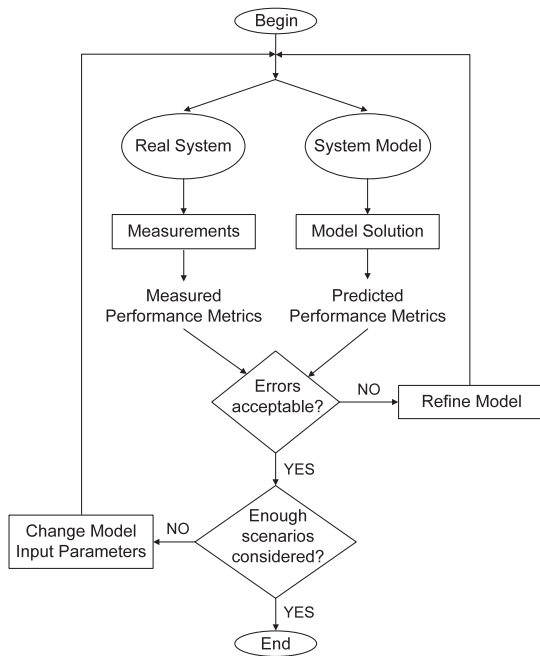 Begin
Real System
System Model
Measurements
Model Solution
Measured
Performance Metrics
Predicted
Performance Metrics
Errors
acceptable?
NO
Refine Model
YES
Enough
scenarios
considered?
NO
Change Model
Input Parameters
YES
End